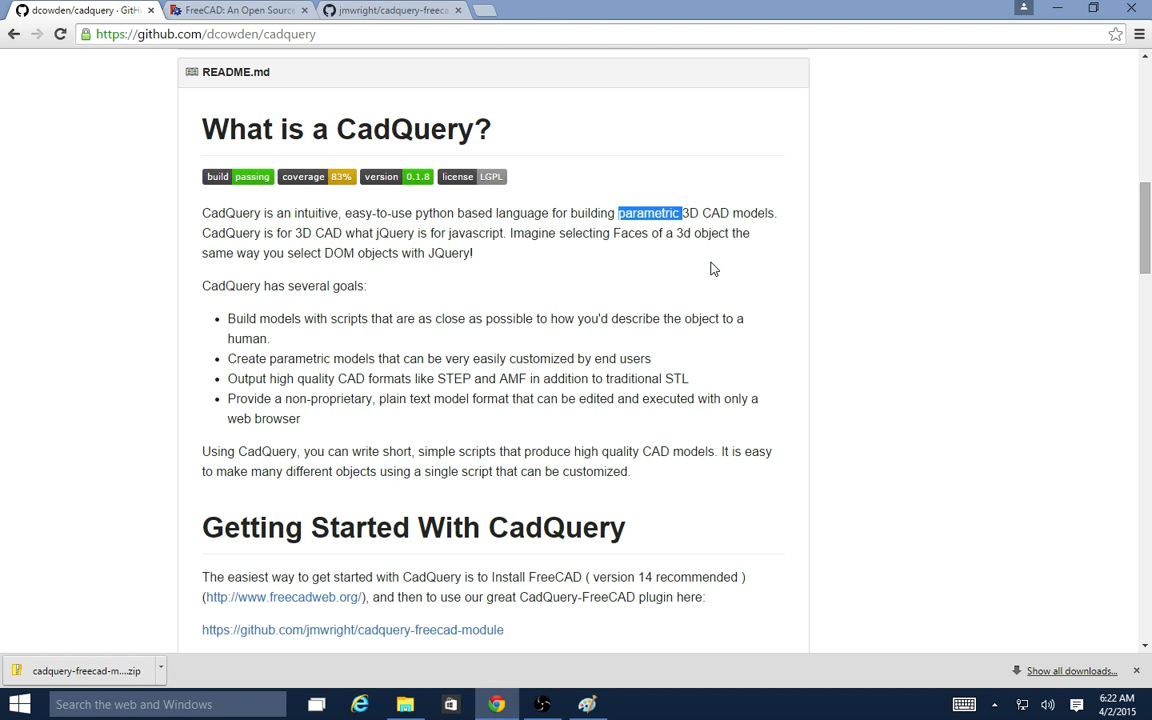 dcowden/cadquery · GitH
FreeCAD: An Open Source
jmwright/cadquery-freeca
https://github.com/dcowden/cadquery
README.md
What is a CadQuery?
build passing coverage 83% version 0.1.8 license LGPL
CadQuery is an intuitive, easy-to-use python based language for building parametric 3D CAD models.
CadQuery is for 3D CAD what jQuery is for javascript. Imagine selecting Faces of a 3d object the
same way you select DOM objects with JQuery!
CadQuery has several goals:
• Build models with scripts that are as close as possible to how you'd describe the object to a
human.
• Create parametric models that can be very easily customized by end users
• Output high quality CAD formats like STEP and AMF in addition to traditional STL
• Provide a non-proprietary, plain text model format that can be edited and executed with only a
web browser
Using CadQuery, you can write short, simple scripts that produce high quality CAD models. It is easy
to make many different objects using a single script that can be customized.
Getting Started With CadQuery
The easiest way to get started with CadQuery is to Install FreeCAD ( version 14 recommended )
(http://www.freecadweb.org/), and then to use our great CadQuery-FreeCAD plugin here:
https://github.com/jmwright/cadquery-freecad-module
cadquery-freecad-m....zip
Show all downloads...
Search the web and Windows
6:22 AM
4/2/2015